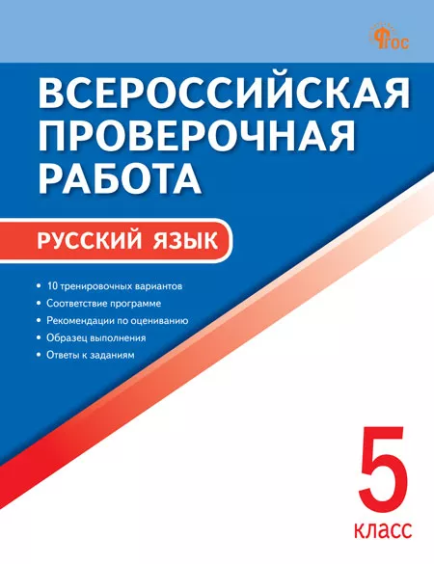 ФГОС
ВСЕРОССИЙСКАЯ
ПРОВЕРОЧНАЯ
РАБОТА
РУССКИЙ ЯЗЫК
• 10 тренировочных вариантов
• Соответствие программе
• Рекомендации по оцениванию
• Образец выполнения
• Ответы к заданиям
5
класс